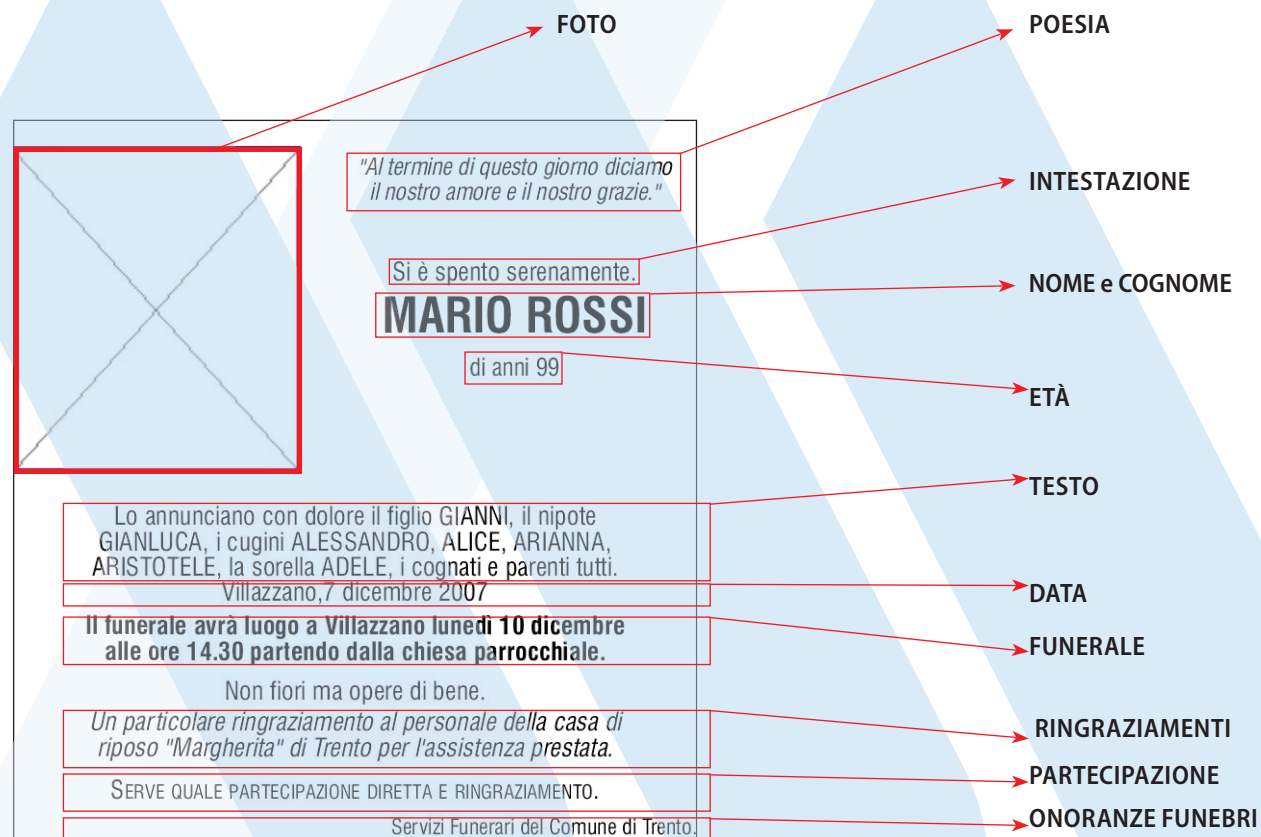 FOTO
POESIA
"Al termine di questo giorno diciamo
il nostro amore e il nostro grazie."
INTESTAZIONE
Si è spento serenamente.
NOME e COGNOME
MARIO ROSSI
di anni 99
ETÀ
TESTO
Lo annunciano con dolore il figlio GIANNI, il nipote
GIANLUCA, i cugini ALESSANDRO, ALICE, ARIANNA,
ARISTOTELE, la sorella ADELE, i cognati e parenti tutti.
Villazzano,7 dicembre 2007
DATA
Il funerale avrà luogo a Villazzano lunedì 10 dicembre
alle ore 14.30 partendo dalla chiesa parrocchiale.
FUNERALE
Non fiori ma opere di bene.
Un particolare ringraziamento al personale della casa di
riposo "Margherita" di Trento per l'assistenza prestata.
RINGRAZIAMENTI
SERVE QUALE PARTECIPAZIONE DIRETTA E RINGRAZIAMENTO.
PARTECIPAZIONE
Servizi Funerari del Comune di Trento.
ONORANZE FUNEBRI